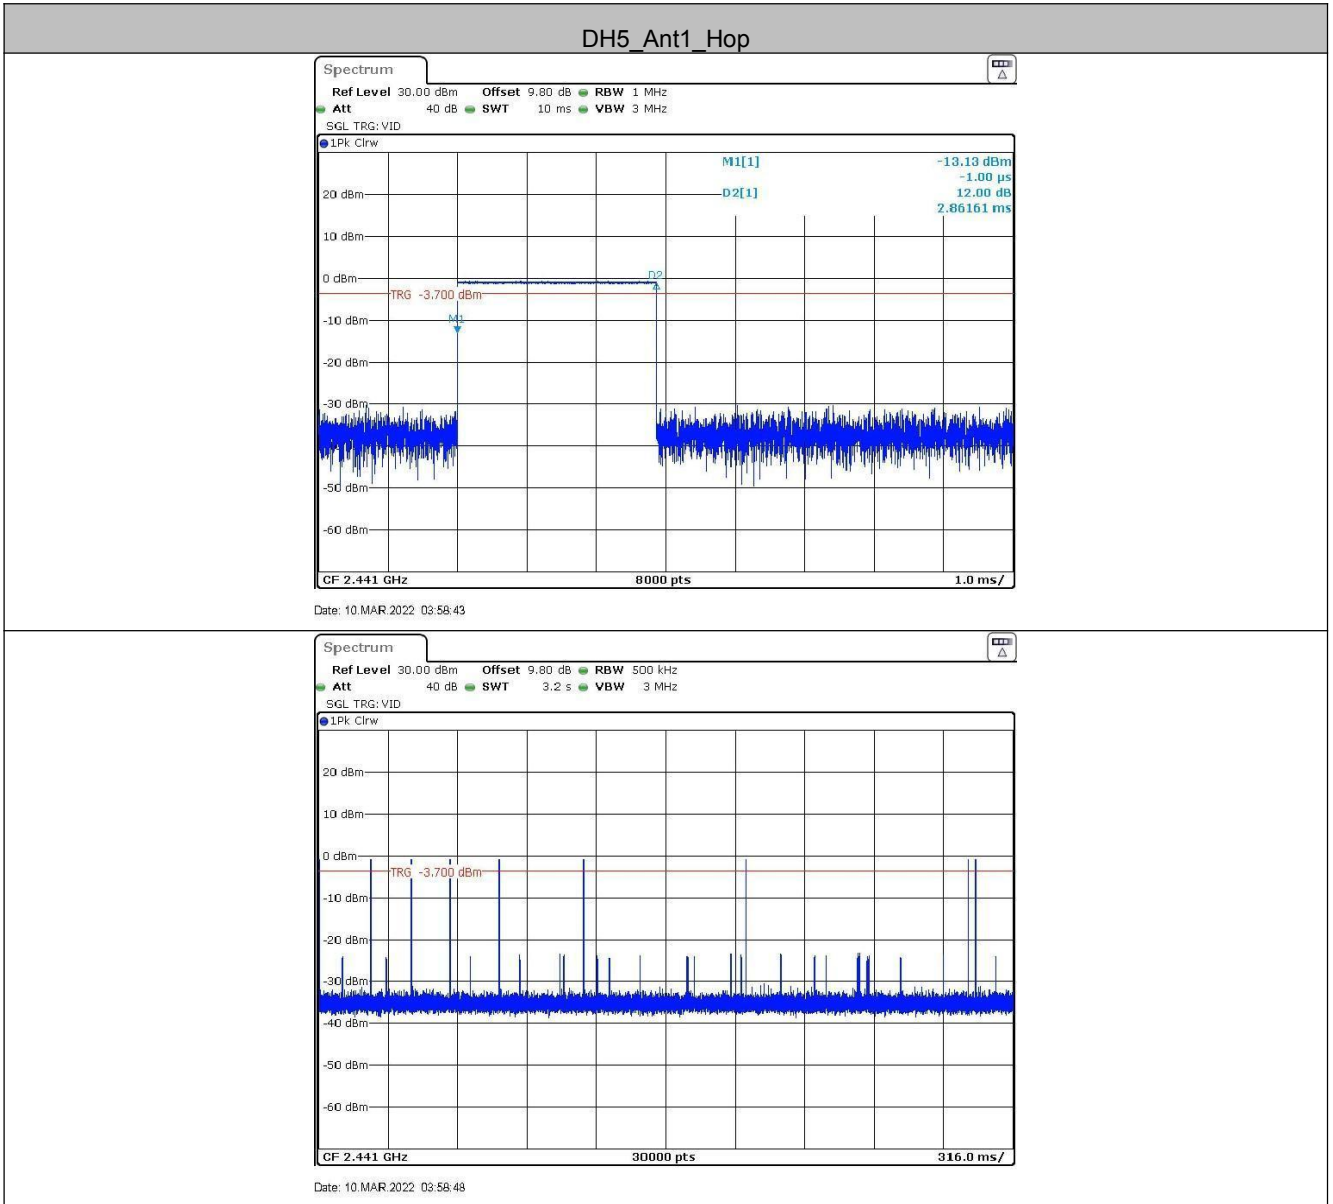 DH5_Ant1_Hop
Spectrum
Ref Level 30.00 dBm Offset 9.80 dB RBW 1 MHz
Att 40 dB SWT 10 ms VBW 3 MHz
SGL TRG: VID
1Pk Clrw
M1[1] -13.13 dBm
-1.00 µs
20 dBm D2[1] 12.00 dB
2.86161 ms
10 dBm
0 dBm D2
TRG -3.700 dBm
-10 dBm M1
-20 dBm
-30 dBm
-50 dBm
-60 dBm
CF 2.441 GHz 8000 pts 1.0 ms/
Date: 10.MAR.2022 03:58:43
Spectrum
Ref Level 30.00 dBm Offset 9.80 dB RBW 500 kHz
Att 40 dB SWT 3.2 s VBW 3 MHz
SGL TRG: VID
1Pk Clrw
20 dBm
10 dBm
0 dBm
TRG -3.700 dBm
-10 dBm
-20 dBm
-30 dBm
-40 dBm
-50 dBm
-60 dBm
CF 2.441 GHz 30000 pts 316.0 ms/
Date: 10.MAR.2022 03:58:48